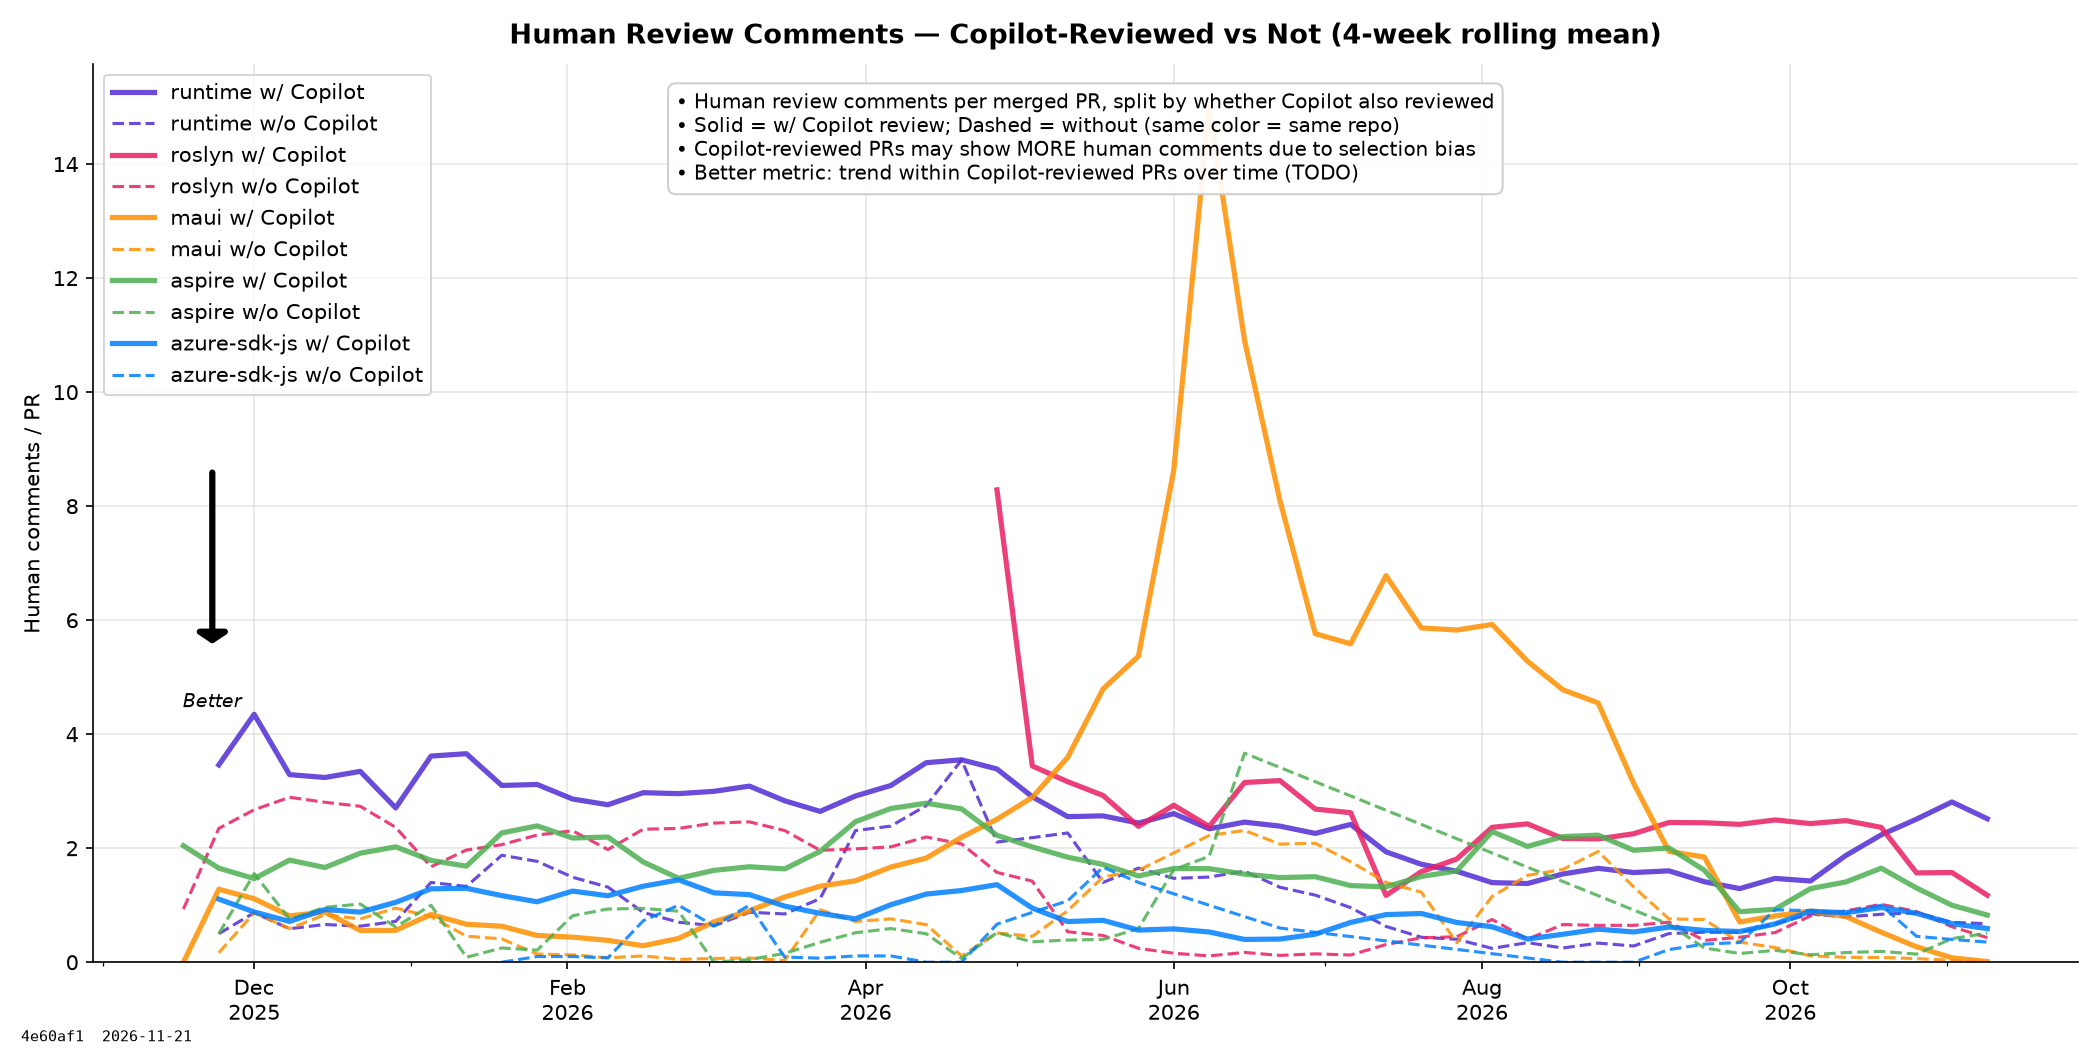 Human Review Comments — Copilot-Reviewed vs Not (4-week rolling mean)
runtime w/ Copilot
runtime w/o Copilot
roslyn w/ Copilot
roslyn w/o Copilot
maui w/ Copilot
maui w/o Copilot
aspire w/ Copilot
aspire w/o Copilot
azure-sdk-js w/ Copilot
azure-sdk-js w/o Copilot
• Human review comments per merged PR, split by whether Copilot also reviewed
• Solid = w/ Copilot review; Dashed = without (same color = same repo)
• Copilot-reviewed PRs may show MORE human comments due to selection bias
• Better metric: trend within Copilot-reviewed PRs over time (TODO)
Human comments / PR
14
12
10
8
6
4
2
0
Better
Dec
2025
Feb
2026
Apr
2026
Jun
2026
Aug
2026
Oct
2026
4e60af1  2026-11-21